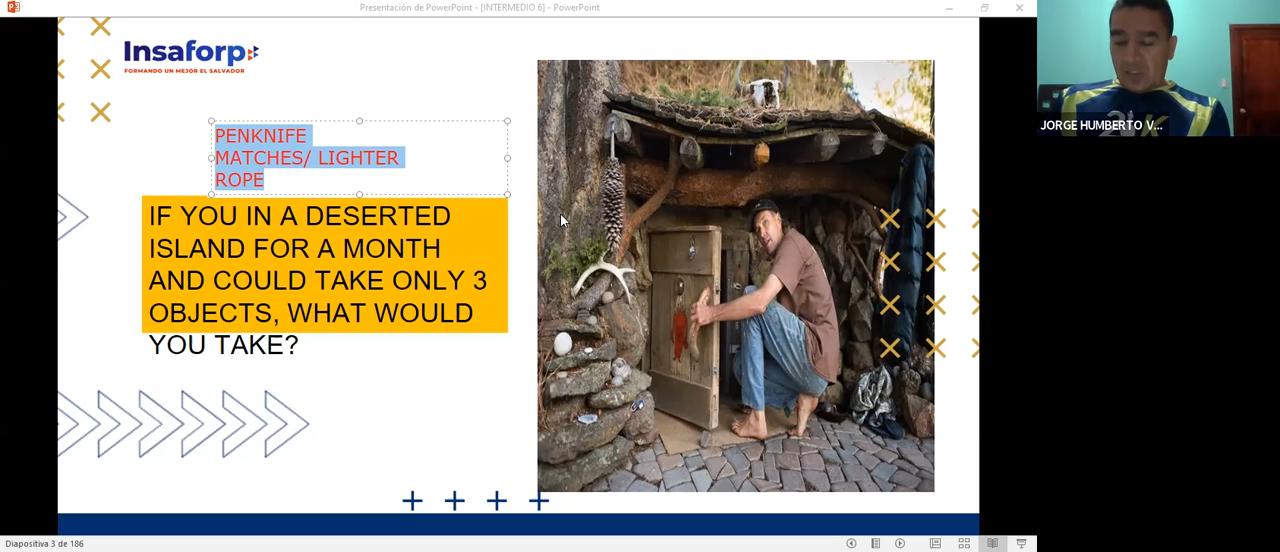 Presentación de PowerPoint - [INTERMEDIO 6] - PowerPoint
Insaforp
FORMANDO UN MEJOR EL SALVADOR
PENKNIFE
MATCHES/ LIGHTER
ROPE
IF YOU IN A DESERTED
ISLAND FOR A MONTH
AND COULD TAKE ONLY 3
OBJECTS, WHAT WOULD
YOU TAKE?
JORGE HUMBERTO V...
Diapositiva 3 de 186